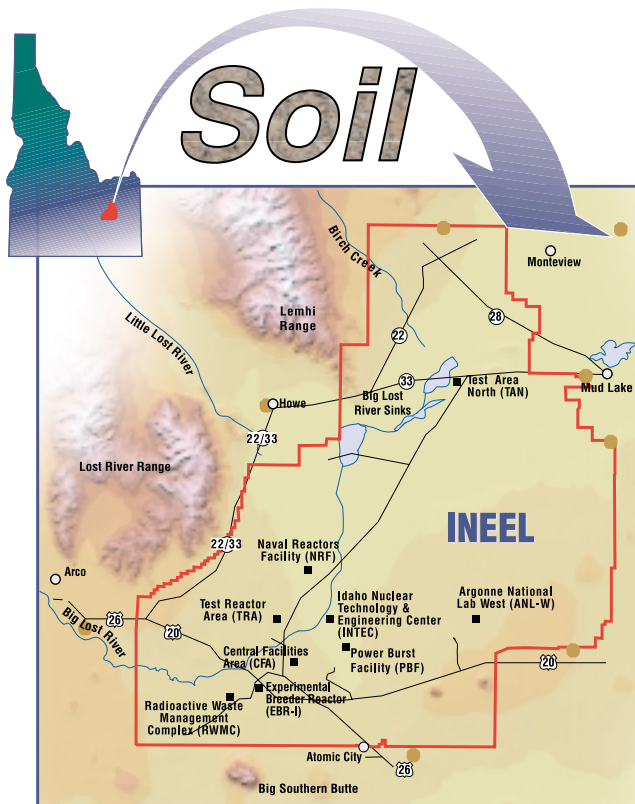 Soil
Birch Creek
Monteview
Little Lost River
Lemhi
Range
28
22
33
Test Area
North (TAN)
Mud Lake
Big Lost
River Sinks
Howe
22/33
Lost River Range
INEEL
22/33
Naval Reactors
Facility (NRF)
Arco
Idaho Nuclear
Technology &
Engineering Center
(INTEC)
Argonne National
Lab West (ANL-W)
Test Reactor
Area (TRA)
Big Lost River
26
20
Central Facilities
Area (CFA)
Power Burst
Facility (PBF)
20
Experimental
Breeder Reactor
(EBR-I)
Radioactive Waste
Management
Complex (RWMC)
Atomic City
26
Big Southern Butte